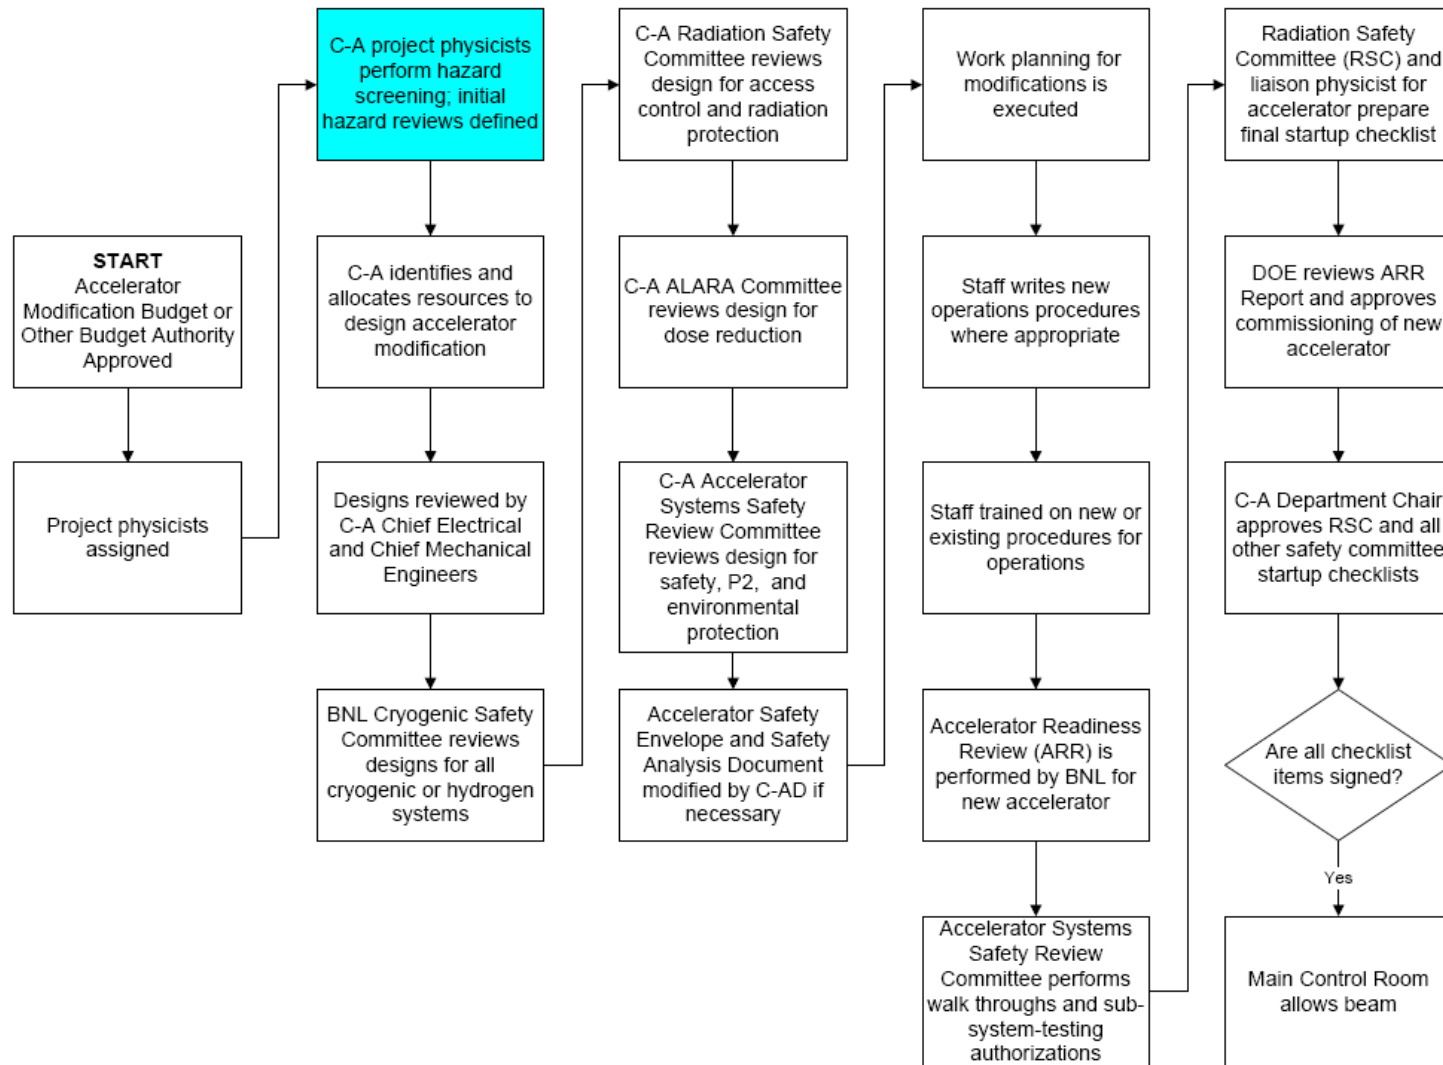 START
Accelerator
Modification Budget or
Other Budget Authority
Approved
Project physicists
assigned
C-A project physicists
perform hazard
screening; initial
hazard reviews defined
C-A identifies and
allocates resources to
design accelerator
modification
Designs reviewed by
C-A Chief Electrical
and Chief Mechanical
Engineers
BNL Cryogenic Safety
Committee reviews
designs for all
cryogenic or hydrogen
systems
C-A Radiation Safety
Committee reviews
design for access
control and radiation
protection
C-A ALARA Committee
reviews design for
dose reduction
C-A Accelerator
Systems Safety
Review Committee
reviews design for
safety, P2, and
environmental
protection
Accelerator Safety
Envelope and Safety
Analysis Document
modified by C-AD if
necessary
Work planning for
modifications is
executed
Staff writes new
operations procedures
where appropriate
Staff trained on new or
existing procedures for
operations
Accelerator Readiness
Review (ARR) is
performed by BNL for
new accelerator
Accelerator Systems
Safety Review
Committee performs
walk throughs and sub-
system-testing
authorizations
Radiation Safety
Committee (RSC) and
liaison physicist for
accelerator prepare
final startup checklist
DOE reviews ARR
Report and approves
commissioning of new
accelerator
C-A Department Chair
approves RSC and all
other safety committee
startup checklists
Are all checklist
items signed?
Yes
Main Control Room
allows beam